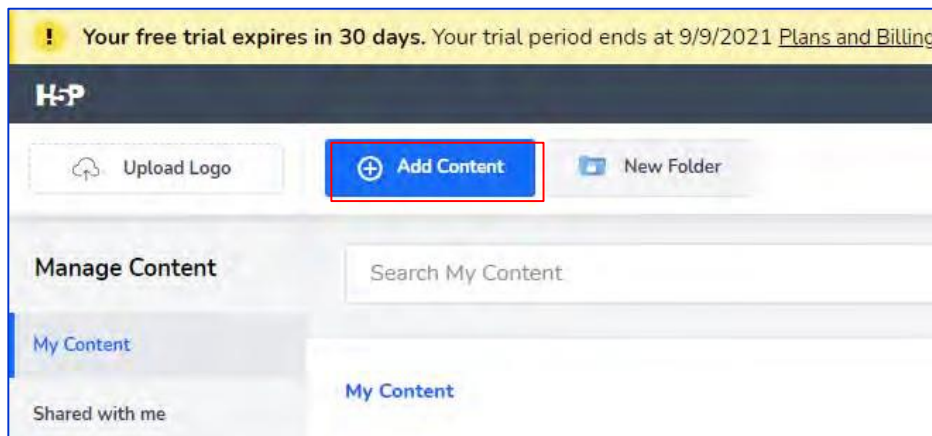 ! Your free trial expires in 30 days. Your trial period ends at 9/9/2021 Plans and Billing
H5P
Upload Logo
Add Content
New Folder
Manage Content
Search My Content
My Content
My Content
Shared with me